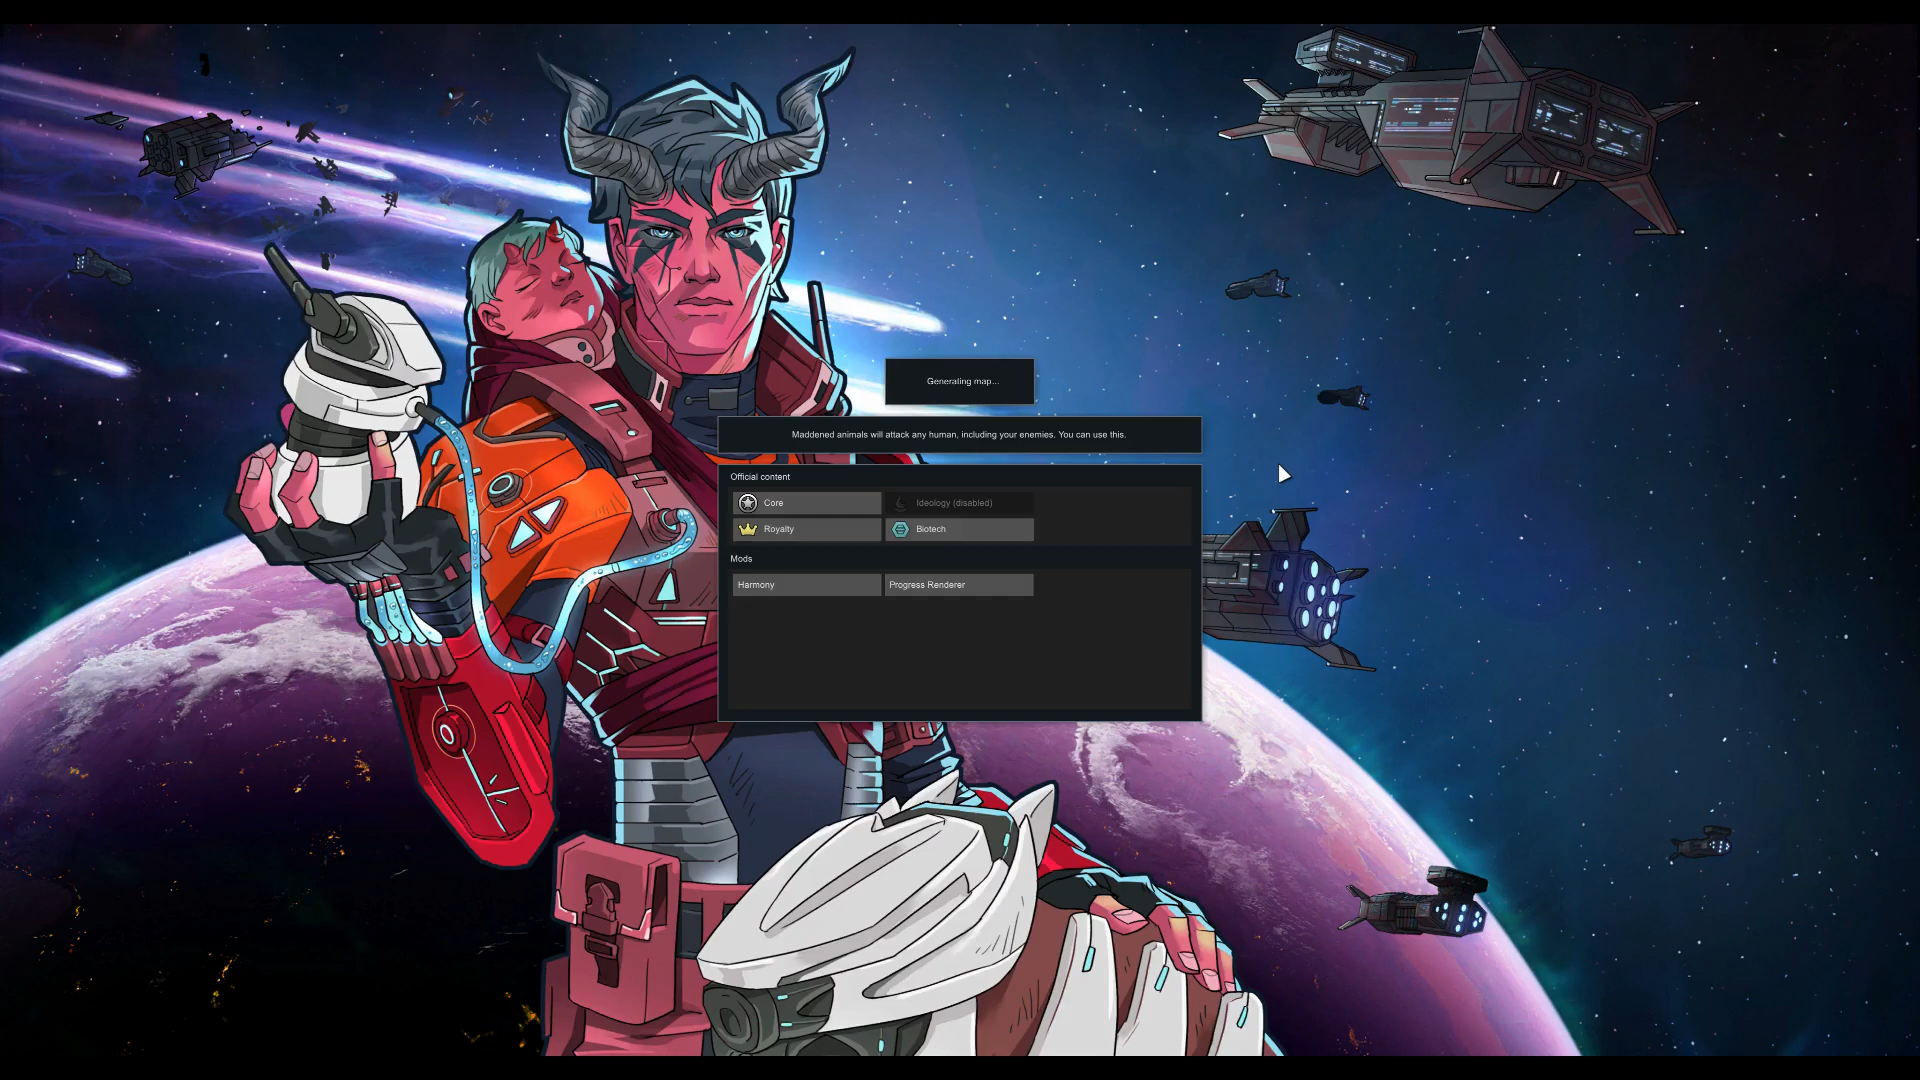 Generating map...
Maddened animals will attack any human, including your enemies. You can use this.
Official content
Core
Ideology (disabled)
Royalty
Biotech
Mods
Harmony
Progress Renderer